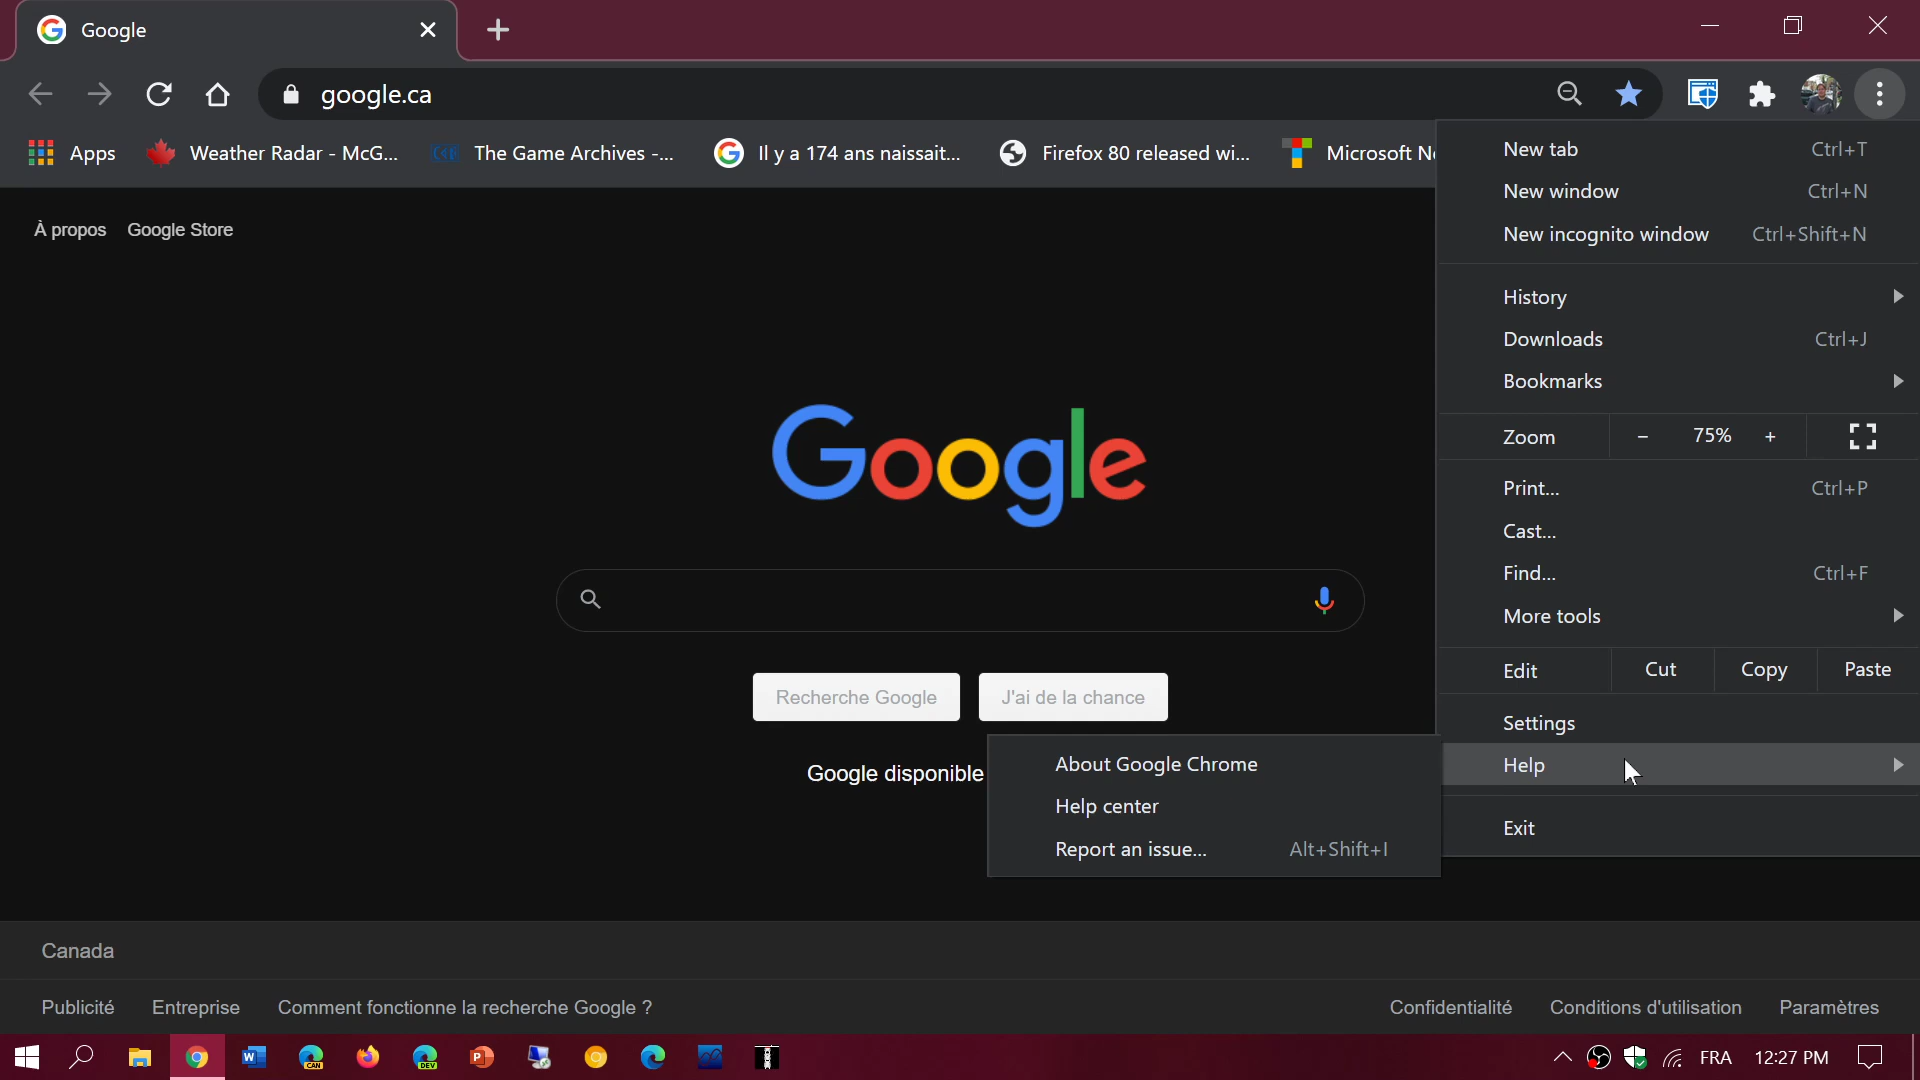 Google
google.ca
Apps
Weather Radar - McG...
The Game Archives -...
Il y a 174 ans naissait...
Firefox 80 released wi...
Microsoft N
À propos
Google Store
New tab Ctrl+T
New window Ctrl+N
New incognito window Ctrl+Shift+N
History
Downloads Ctrl+J
Bookmarks
Zoom - 75% +
Print... Ctrl+P
Cast...
Find... Ctrl+F
More tools
Edit Cut Copy Paste
Settings
Help
Exit
Google
Recherche Google
J'ai de la chance
Google disponible
About Google Chrome
Help center
Report an issue... Alt+Shift+I
Canada
Publicité Entreprise Comment fonctionne la recherche Google ?
Confidentialité Conditions d'utilisation Paramètres
CAN
DEV
FRA 12:27 PM